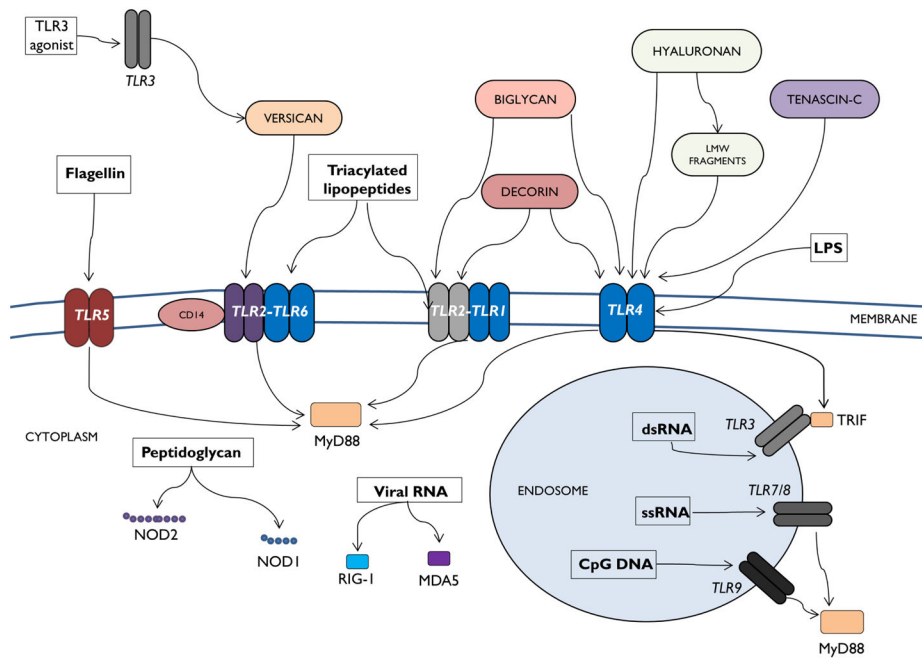 TLR3
agonist
TLR3
VERSICAN
Flagellin
Triacylated
lipopeptides
BIGLYCAN
DECORIN
HYALURONAN
LMW
FRAGMENTS
TENASCIN-C
LPS
TLR5
CD14
TLR2-TLR6
TLR2-TLR1
TLR4
MEMBRANE
MyD88
CYTOPLASM
Peptidoglycan
NOD2
NOD1
Viral RNA
RIG-1
MDA5
ENDOSOME
dsRNA
TLR3
TRIF
ssRNA
TLR7/8
CpG DNA
TLR9
MyD88